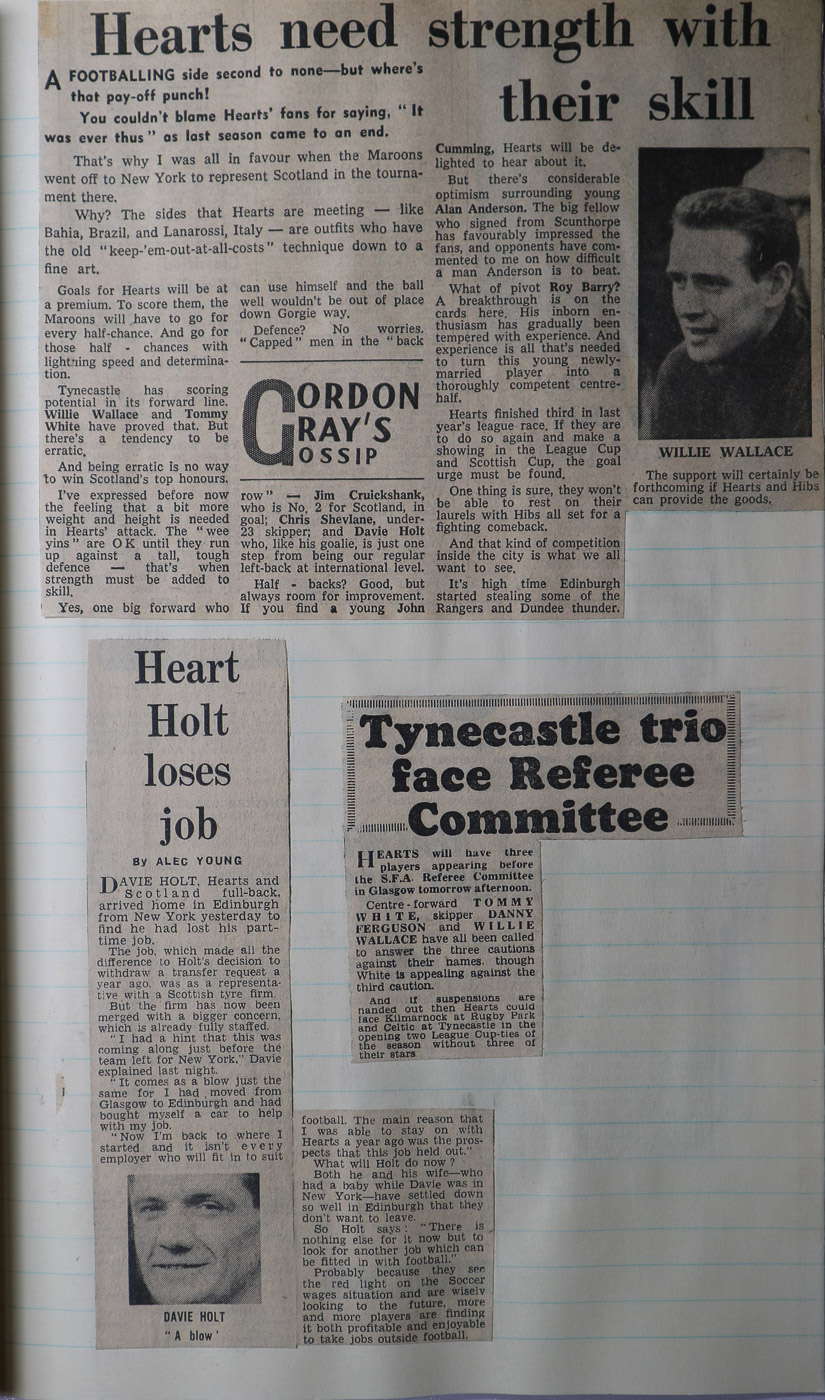 Hearts need strength with
their skill
A FOOTBALLING side second to none—but where's
that pay-off punch!
You couldn't blame Hearts' fans for saying, "It
was ever thus" as last season came to an end.
That's why I was all in favour when the Maroons
went off to New York to represent Scotland in the tourna-
ment there.
Why? The sides that Hearts are meeting — like
Bahia, Brazil, and Lanarossi, Italy — are outfits who have
the old "keep-'em-out-at-all-costs" technique down to a
fine art.
Goals for Hearts will be at
a premium. To score them, the
Maroons will have to go for
every half-chance. And go for
those half - chances with
lightning speed and determina-
tion.
Tynecastle has scoring
potential in its forward line.
Willie Wallace and Tommy
White have proved that. But
there's a tendency to be
erratic.
And being erratic is no way
to win Scotland's top honours.
I've expressed before now
the feeling that a bit more
weight and height is needed
in Hearts' attack. The "wee
yins" are OK until they run
up against a tall, tough
defence — that's when
strength must be added to
skill.
Yes, one big forward who
can use himself and the ball
well wouldn't be out of place
down Gorgie way.
Defence? No worries.
"Capped" men in the "back
GORDON
GRAY'S
GOSSIP
row" — Jim Cruickshank,
who is No. 2 for Scotland, in
goal; Chris Shevlane, under-
23 skipper; and Davie Holt
who, like his goalie, is just one
step from being our regular
left-back at international level.
Half - backs? Good, but
always room for improvement.
If you find a young John
Cumming, Hearts will be de-
lighted to hear about it.
But there's considerable
optimism surrounding young
Alan Anderson. The big fellow
who signed from Scunthorpe
has favourably impressed the
fans, and opponents have com-
mented to me on how difficult
a man Anderson is to beat.
What of pivot Roy Barry?
A breakthrough is on the
cards here. His inborn en-
thusiasm has gradually been
tempered with experience. And
experience is all that's needed
to turn this young newly-
married player into a
thoroughly competent centre-
half.
Hearts finished third in last
year's league race. If they are
to do so again and make a
showing in the League Cup
and Scottish Cup, the goal
urge must be found.
One thing is sure, they won't
be able to rest on their
laurels with Hibs all set for a
fighting comeback.
And that kind of competition
inside the city is what we all
want to see.
It's high time Edinburgh
started stealing some of the
Rangers and Dundee thunder.
WILLIE WALLACE
The support will certainly be
forthcoming if Hearts and Hibs
can provide the goods.
Heart
Holt
loses
job
By ALEC YOUNG
DAVIE HOLT, Hearts and
Scotland full-back,
arrived home in Edinburgh
from New York yesterday to
find he had lost his part-
time job.
The job, which made all the
difference to Holt's decision to
withdraw a transfer request a
year ago, was as a representa-
tive with a Scottish tyre firm.
But the firm has now been
merged with a bigger concern,
which is already fully staffed.
"I had a hint that this was
coming along just before the
team left for New York," Davie
explained last night.
"It comes as a blow just the
same for I had moved from
Glasgow to Edinburgh and had
bought myself a car to help
with my job.
"Now I'm back to where I
started and it isn't every
employer who will fit in to suit
DAVIE HOLT
"A blow'
football. The main reason that
I was able to stay on with
Hearts a year ago was the pros-
pects that this job held out."
What will Holt do now?
Both he and his wife—who
had a baby while Davie was in
New York—have settled down
so well in Edinburgh that they
don't want to leave.
So Holt says: "There is
nothing else for it now but to
look for another job which can
be fitted in with football."
Probably because they see
the red light on the Soccer
wages situation and are wisely
looking to the future, more
and more players are finding
it both profitable and enjoyable
to take jobs outside football.
Tynecastle trio
face Referee
Committee
HEARTS will have three
players appearing before
the S.F.A. Referee Committee
in Glasgow tomorrow afternoon.
Centre - forward TOMMY
WHITE, skipper DANNY
FERGUSON and WILLIE
WALLACE have all been called
to answer the three cautions
against their names, though
White is appealing against the
third caution.
And if suspensions are
handed out then Hearts could
face Kilmarnock at Rugby Park
and Celtic at Tynecastle in the
opening two League Cup-ties of
the season without three of
their stars